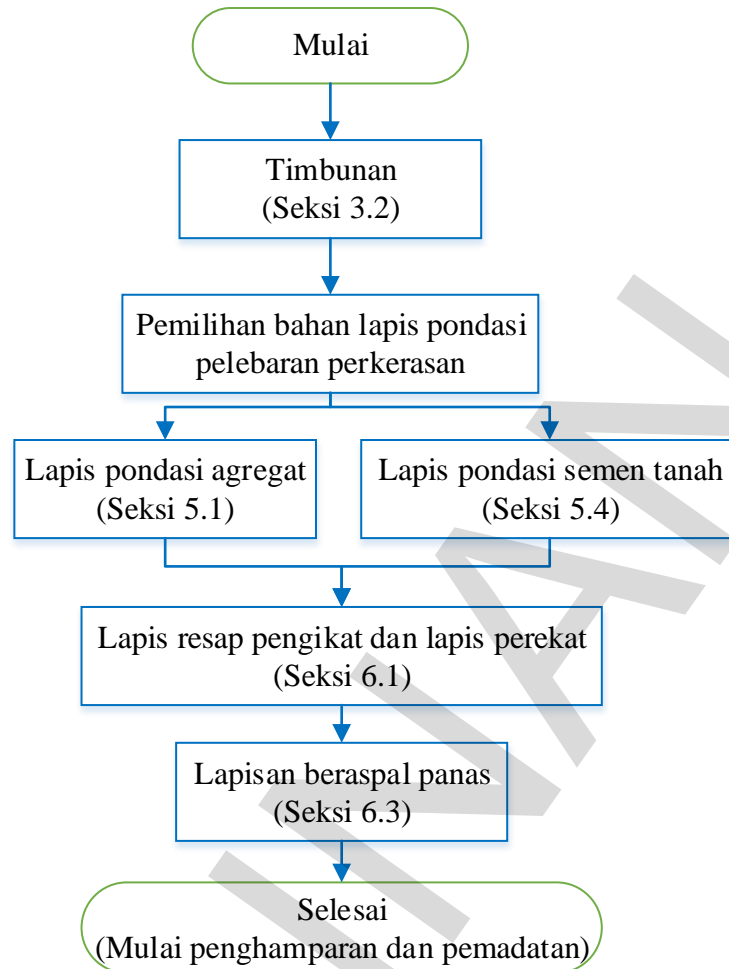 Mulai
Timbunan
(Seksi 3.2)
Pemilihan bahan lapis pondasi
pelebaran perkerasan
Lapis pondasi agregat
(Seksi 5.1)
Lapis pondasi semen tanah
(Seksi 5.4)
Lapis resap pengikat dan lapis perekat
(Seksi 6.1)
Lapisan beraspal panas
(Seksi 6.3)
Selesai
(Mulai penghamparan dan pemadatan)